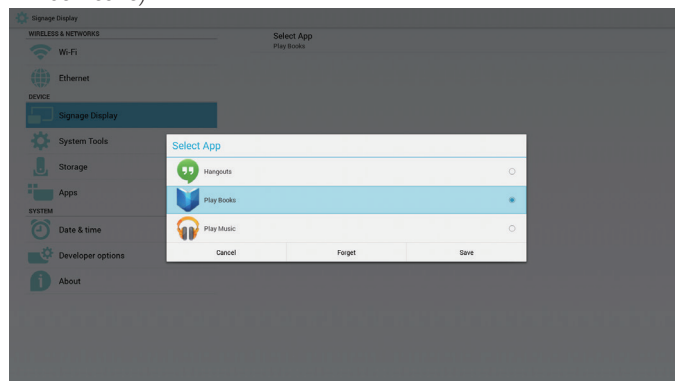 Signage Display
WIRELESS & NETWORKS
Select App
Play Books
Wi-Fi
Ethernet
DEVICE
Signage Display
System Tools
Storage
Apps
SYSTEM
Date & time
Developer options
About
Select App
Hangouts
Play Books
Play Music
Cancel Forget Save